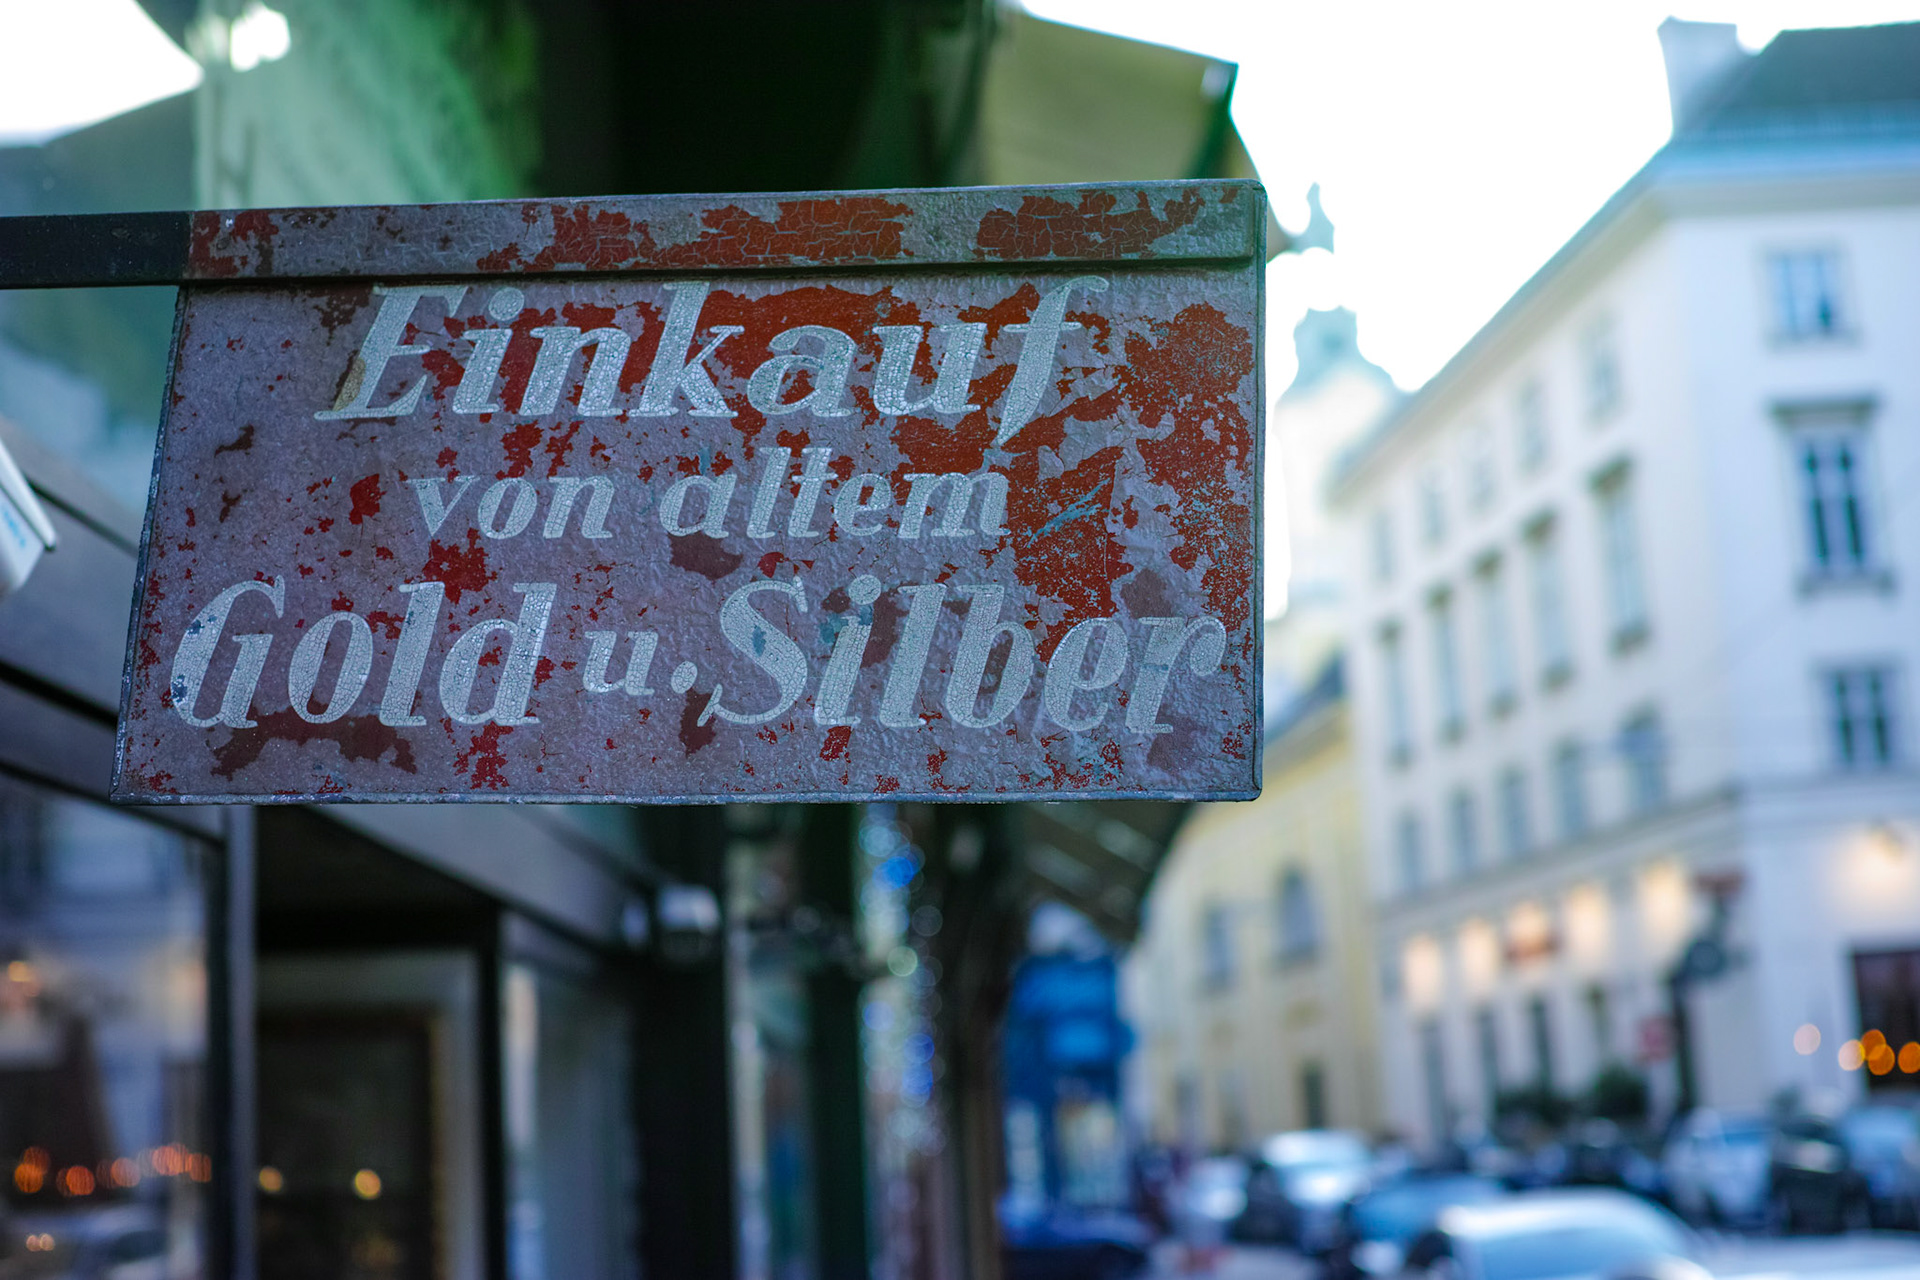 Einkauf
von altem
Gold u. Silber